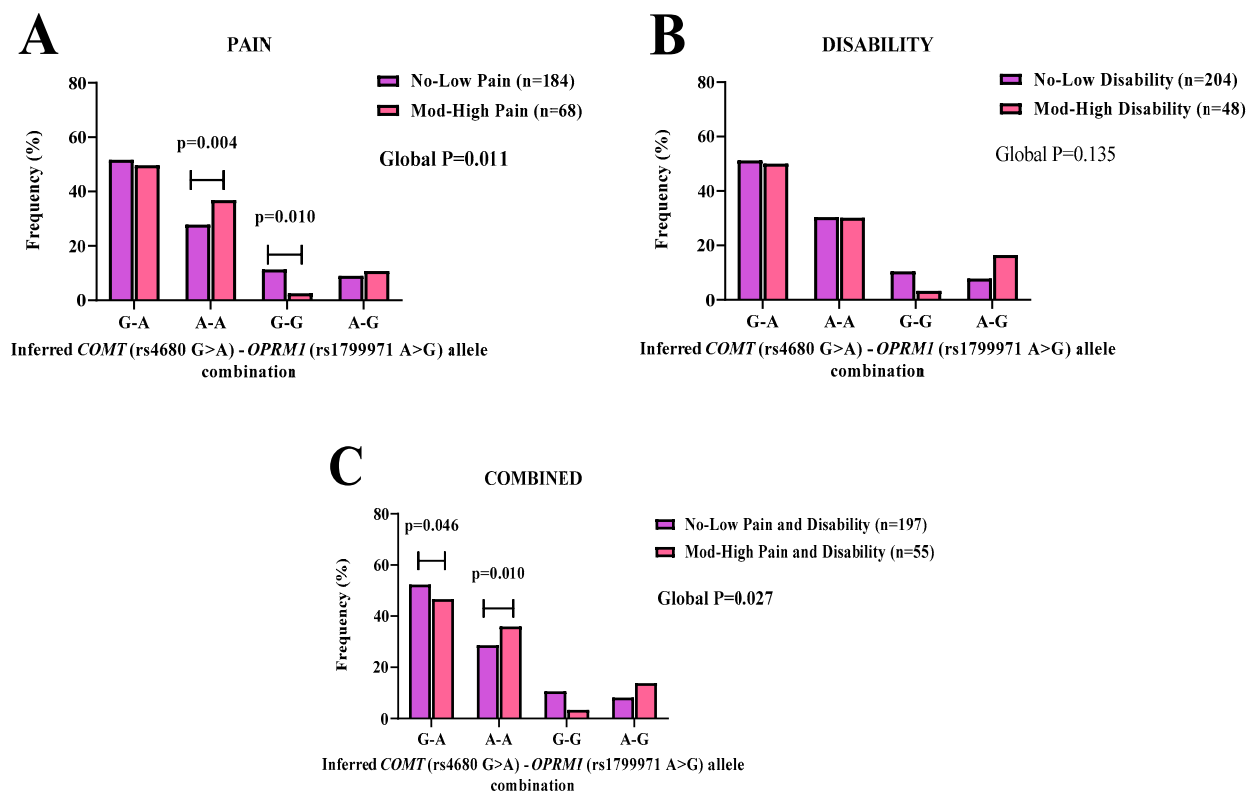 A
PAIN
No-Low Pain (n=184)
Mod-High Pain (n=68)
Global P=0.011
p=0.004
p=0.010
Frequency (%)
80
60
40
20
0
G-A A-A G-G A-G
Inferred COMT (rs4680 G>A) - OPRM1 (rs1799971 A>G) allele
combination
B
DISABILITY
No-Low Disability (n=204)
Mod-High Disability (n=48)
Global P=0.135
Frequency (%)
80
60
40
20
0
G-A A-A G-G A-G
Inferred COMT (rs4680 G>A) - OPRM1 (rs1799971 A>G) allele
combination
C
COMBINED
No-Low Pain and Disability (n=197)
Mod-High Pain and Disability (n=55)
Global P=0.027
p=0.046
p=0.010
Frequency (%)
80
60
40
20
0
G-A A-A G-G A-G
Inferred COMT (rs4680 G>A) - OPRM1 (rs1799971 A>G) allele
combination